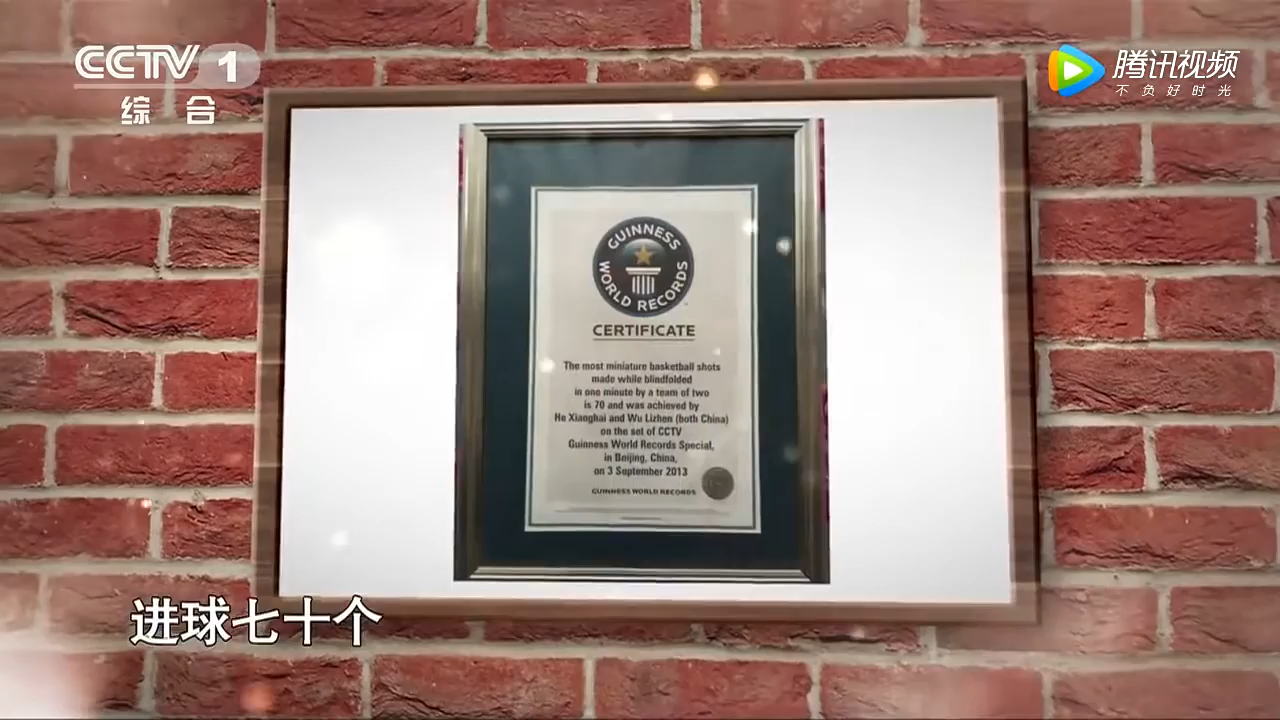 CCTV 1
综合
腾讯视频
不负好时光
GUINNESS
WORLD RECORDS
CERTIFICATE
The most miniature basketball shots
made while blindfolded
in one minute by a team of two
is 70 and was achieved by
He Xianghai and Wu Lizhen (both China)
on the set of CCTV
Guinness World Records Special,
in Beijing, China,
on 3 September 2013
GUINNESS WORLD RECORDS
进球七十个